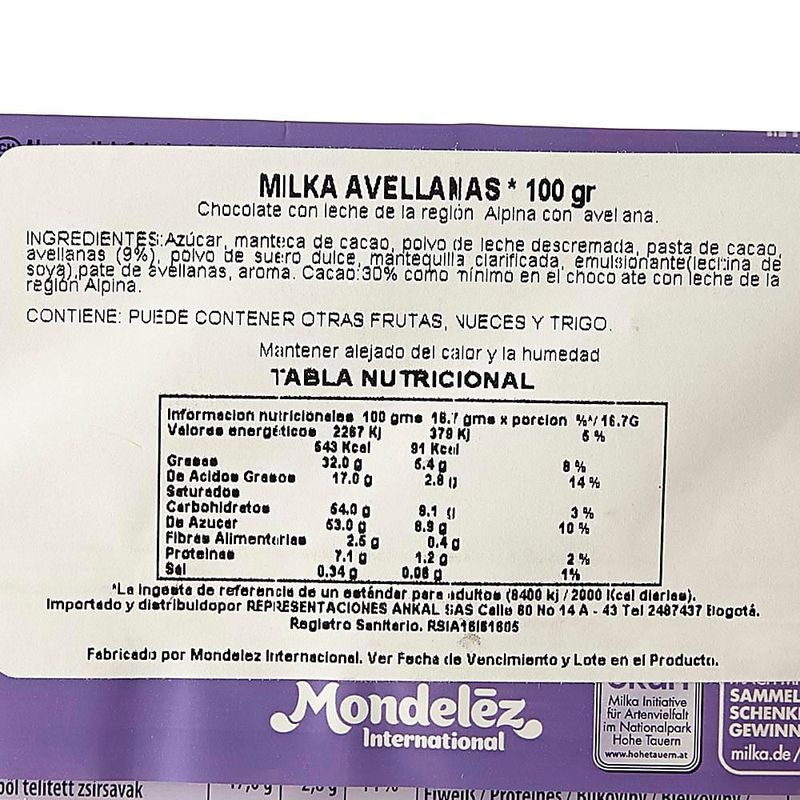 MILKA AVELLANAS * 100 gr
Chocolate con leche de la región Alpina con avel ana.
INGREDIENTES:Azúcar, manteca de cacao, polvo de leche descremada, pasta de cacao,
avellanas (9%), polvo de suero dulce, mantequilla clarificada, emulsionante(lecitina de
soya),pate de avellanas, aroma. Cacao:30% como mínimo en el choco ate con leche de la
región Alpina.
CONTIENE: PUEDE CONTENER OTRAS FRUTAS, NUECES Y TRIGO.
Mantener alejado del calor y la humedad
TABLA NUTRICIONAL
Informacion nutricionales 100 gms 16.7 gms x porcion %*/ 16.7G
Valores energéticos 2267 Kj 379 Kj 5 %
543 Kcal 91 Kcal
Grasas 32.0 g 5.4 g 8 %
De Acidos Grasos 17.0 g 2.8 g 14 %
Saturados
Carbohidratos 54.0 g 9.1 g 3 %
De Azucar 53.0 g 8.9 g 10 %
Fibras Alimentarias 2.5 g 0.4 g
Proteinas 7.1 g 1.2 g 2 %
Sal 0.34 g 0.06 g 1%
*La Ingesta de referencia de un estándar para adultos (8400 kj / 2000 Kcal diarias).
Importado y distribuidopor REPRESENTACIONES ANKAL SAS Calle 80 No 14 A - 43 Tel 2487437 Bogotá.
Registro Sanitario. RSIA16I61605
Fabricado por Mondelez Internacional. Ver Fecha de Vencimiento y Lote en el Producto.
Mondelēz
International
Milka Initiative
für Artenvielfalt
im Nationalpark
Hohe Tauern
www.hohetauern.at
SAMMEL
SCHENK
GEWINN
milka.de /
ból telített zsírsavak
Eiweiß / Protéines /